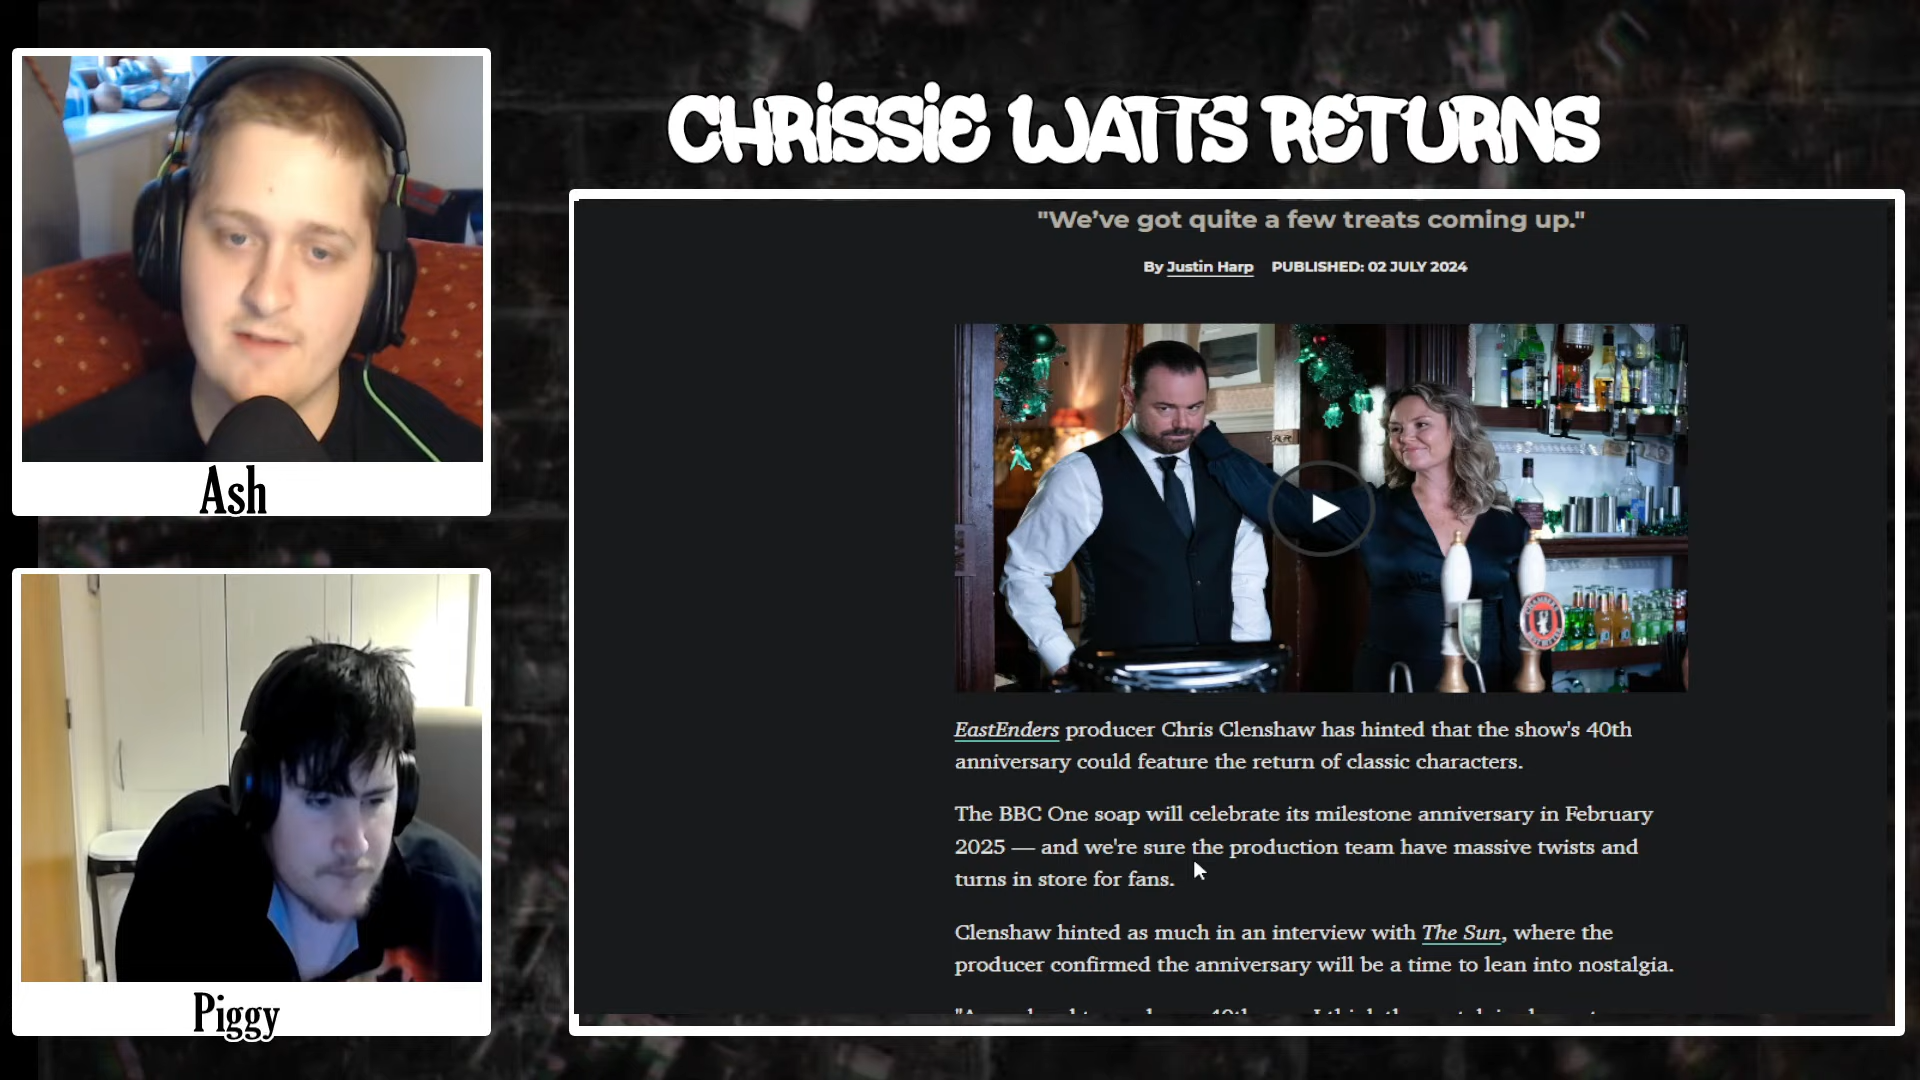 CHRISSIE WATTS RETURNS
"We’ve got quite a few treats coming up."
By Justin Harp PUBLISHED: 02 JULY 2024
Ash
EastEnders producer Chris Clenshaw has hinted that the show's 40th
anniversary could feature the return of classic characters.
The BBC One soap will celebrate its milestone anniversary in February
2025 — and we're sure the production team have massive twists and
turns in store for fans.
Clenshaw hinted as much in an interview with The Sun, where the
producer confirmed the anniversary will be a time to lean into nostalgia.
Piggy